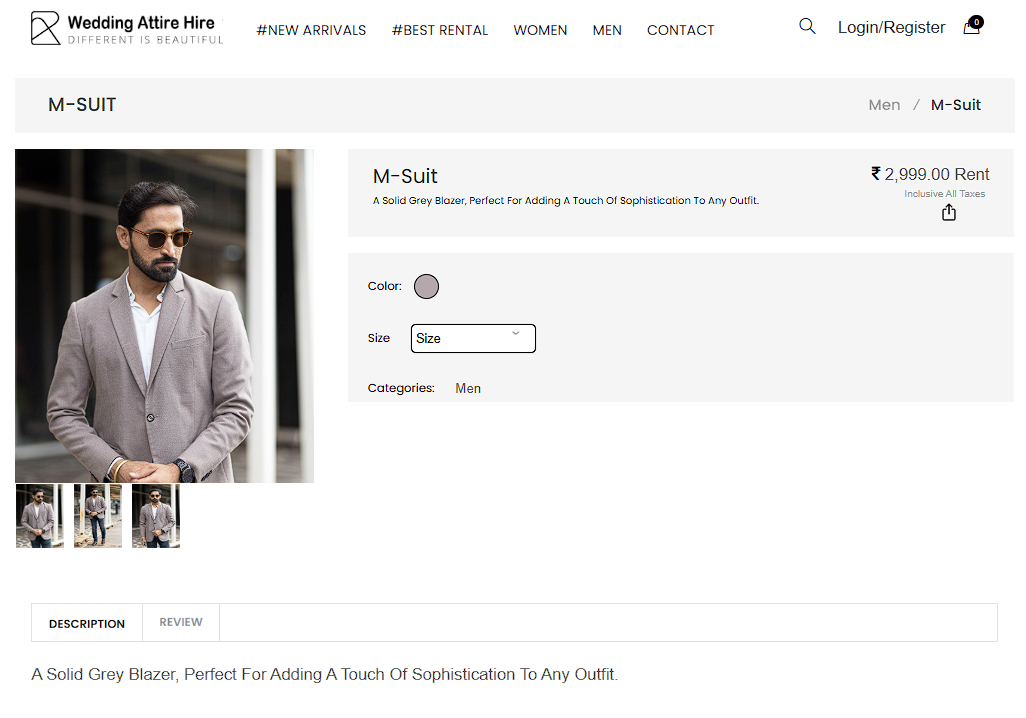 Wedding Attire Hire
DIFFERENT IS BEAUTIFUL
#NEW ARRIVALS #BEST RENTAL WOMEN MEN CONTACT
Login/Register 0
M-SUIT
Men / M-Suit
M-Suit
A Solid Grey Blazer, Perfect For Adding A Touch Of Sophistication To Any Outfit.
₹ 2,999.00 Rent
Inclusive All Taxes
Color:
Size Size
Categories: Men
DESCRIPTION REVIEW
A Solid Grey Blazer, Perfect For Adding A Touch Of Sophistication To Any Outfit.